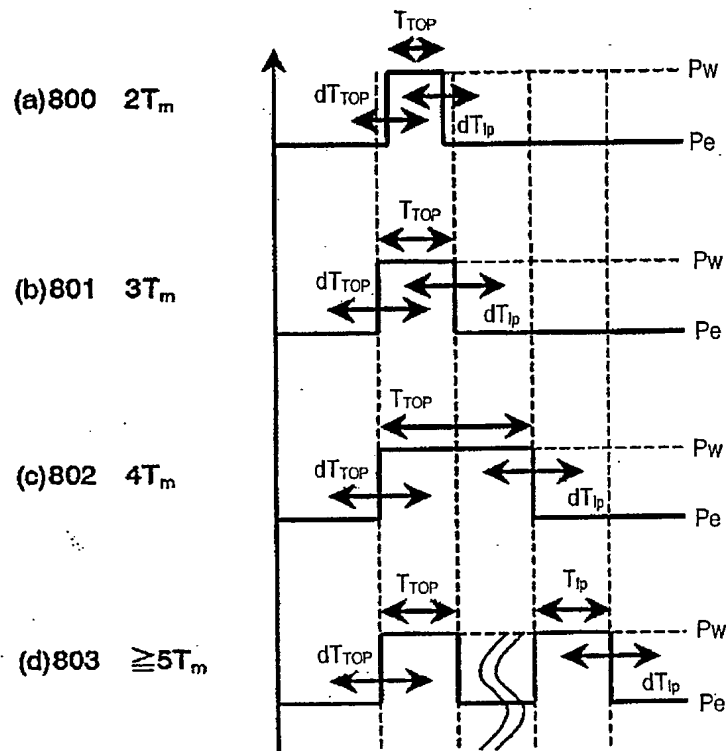 TTOP
Pw
(a)800 2Tm
dTTOP
dTlp
Pe
TTOP
Pw
(b)801 3Tm
dTTOP
dTlp
Pe
TTOP
Pw
(c)802 4Tm
dTTOP
dTlp
Pe
TTOP
Tlp
Pw
(d)803 ≧5Tm
dTTOP
dTlp
Pe